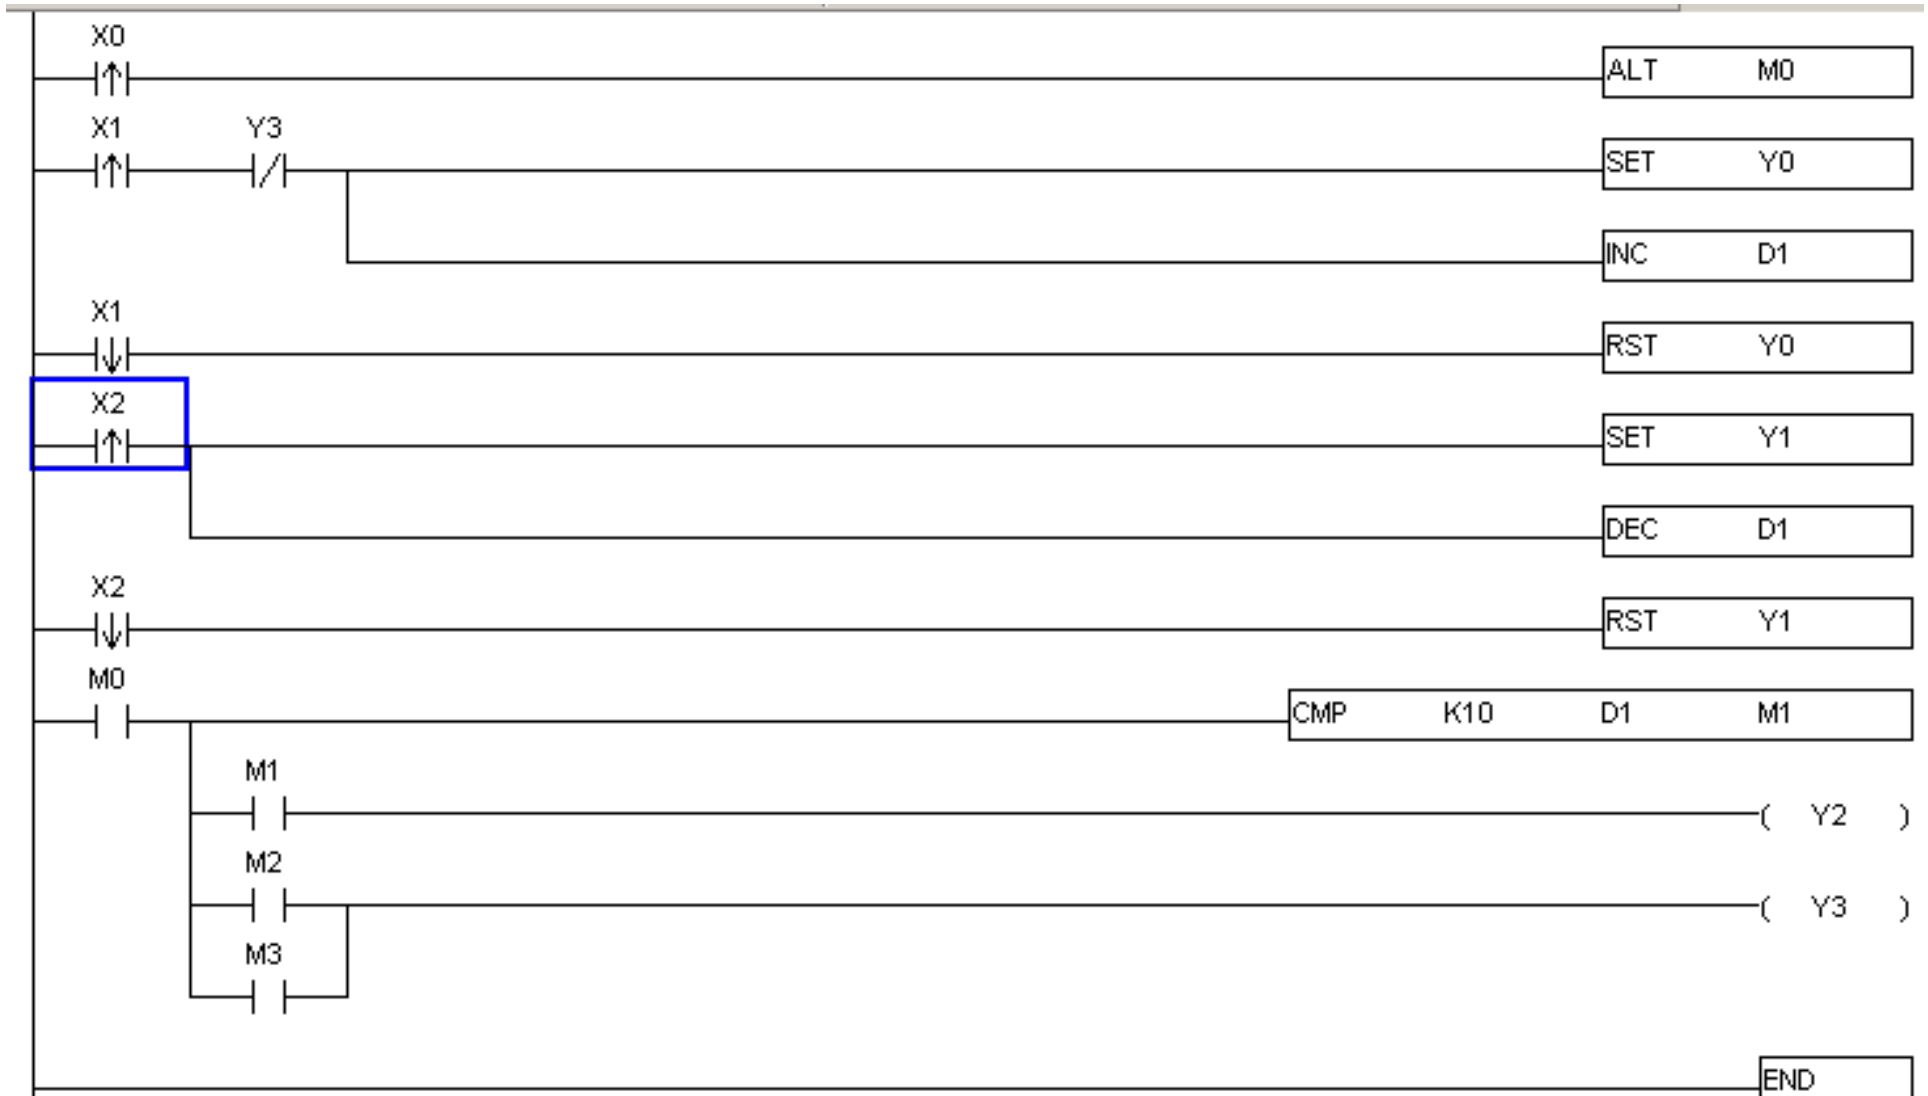 X0
ALT M0
X1 Y3
SET Y0
INC D1
X1
RST Y0
X2
SET Y1
DEC D1
X2
RST Y1
M0
CMP K10 D1 M1
M1
( Y2 )
M2
( Y3 )
M3
END